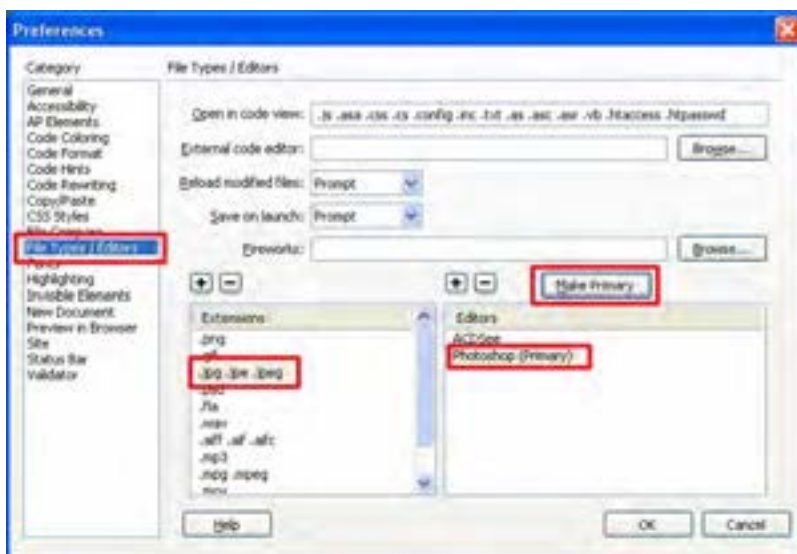 Preferences
Category
File Types / Editors
General
Accessibility
AP Elements
Code Coloring
Code Format
Code Hints
Code Rewriting
Copy/Paste
CSS Styles
File Compare
File Types / Editors
Fonts
Highlighting
Invisible Elements
New Document
Preview in Browser
Site
Status Bar
Validator
Open in code view: .js .asa .css .cs .config .inc .txt .as .asc .asr .vb .htaccess .htpasswd
External code editor: Browse...
Reload modified files: Prompt
Save on launch: Prompt
Fireworks: Browse...
+ − + − Make Primary
Extensions
.png
.gif
.jpg .jpe .jpeg
.psd
.fla
.wav
.aiff .aif .aifc
.mp3
.mpg .mpeg
.mov
Editors
ACDSee
Photoshop (Primary)
Help OK Cancel